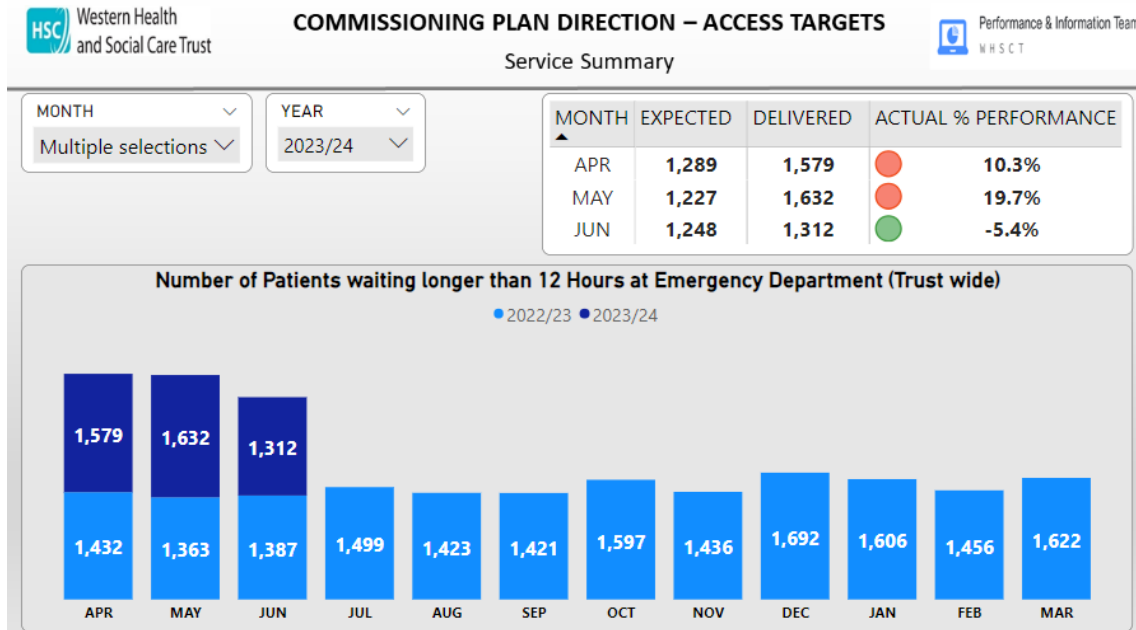 HSC Western Health
and Social Care Trust
COMMISSIONING PLAN DIRECTION – ACCESS TARGETS
Service Summary
Performance & Information Team
WHSCT
MONTH
Multiple selections
YEAR
2023/24
MONTH EXPECTED DELIVERED ACTUAL % PERFORMANCE
APR 1,289 1,579 10.3%
MAY 1,227 1,632 19.7%
JUN 1,248 1,312 -5.4%
Number of Patients waiting longer than 12 Hours at Emergency Department (Trust wide)
2022/23 2023/24
1,579 1,632 1,312
1,432 1,363 1,387 1,499 1,423 1,421 1,597 1,436 1,692 1,606 1,456 1,622
APR MAY JUN JUL AUG SEP OCT NOV DEC JAN FEB MAR